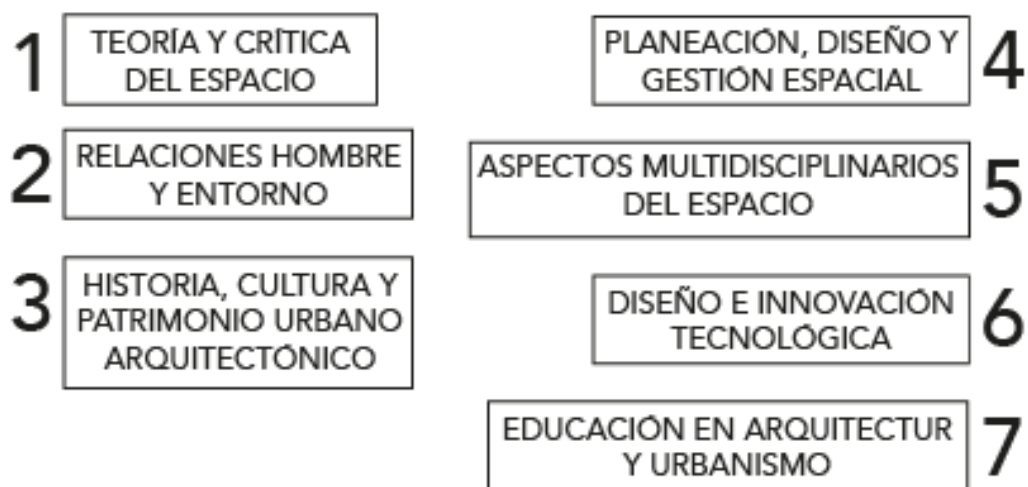 1
TEORÍA Y CRÍTICA
DEL ESPACIO
2
RELACIONES HOMBRE
Y ENTORNO
3
HISTORIA, CULTURA Y
PATRIMONIO URBANO
ARQUITECTÓNICO
PLANEACIÓN, DISEÑO Y
GESTIÓN ESPACIAL
4
ASPECTOS MULTIDISCIPLINARIOS
DEL ESPACIO
5
DISEÑO E INNOVACIÓN
TECNOLÓGICA
6
EDUCACIÓN EN ARQUITECTUR
Y URBANISMO
7